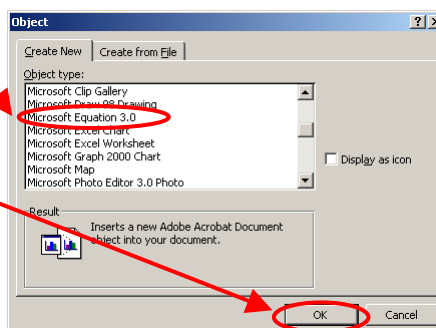 Object
Create New Create from File
Object type:
Microsoft Clip Gallery
Microsoft Draw 98 Drawing
Microsoft Equation 3.0
Microsoft Excel Chart
Microsoft Excel Worksheet
Microsoft Graph 2000 Chart
Microsoft Map
Microsoft Photo Editor 3.0 Photo
Display as icon
Result
Inserts a new Adobe Acrobat Document
object into your document.
OK Cancel